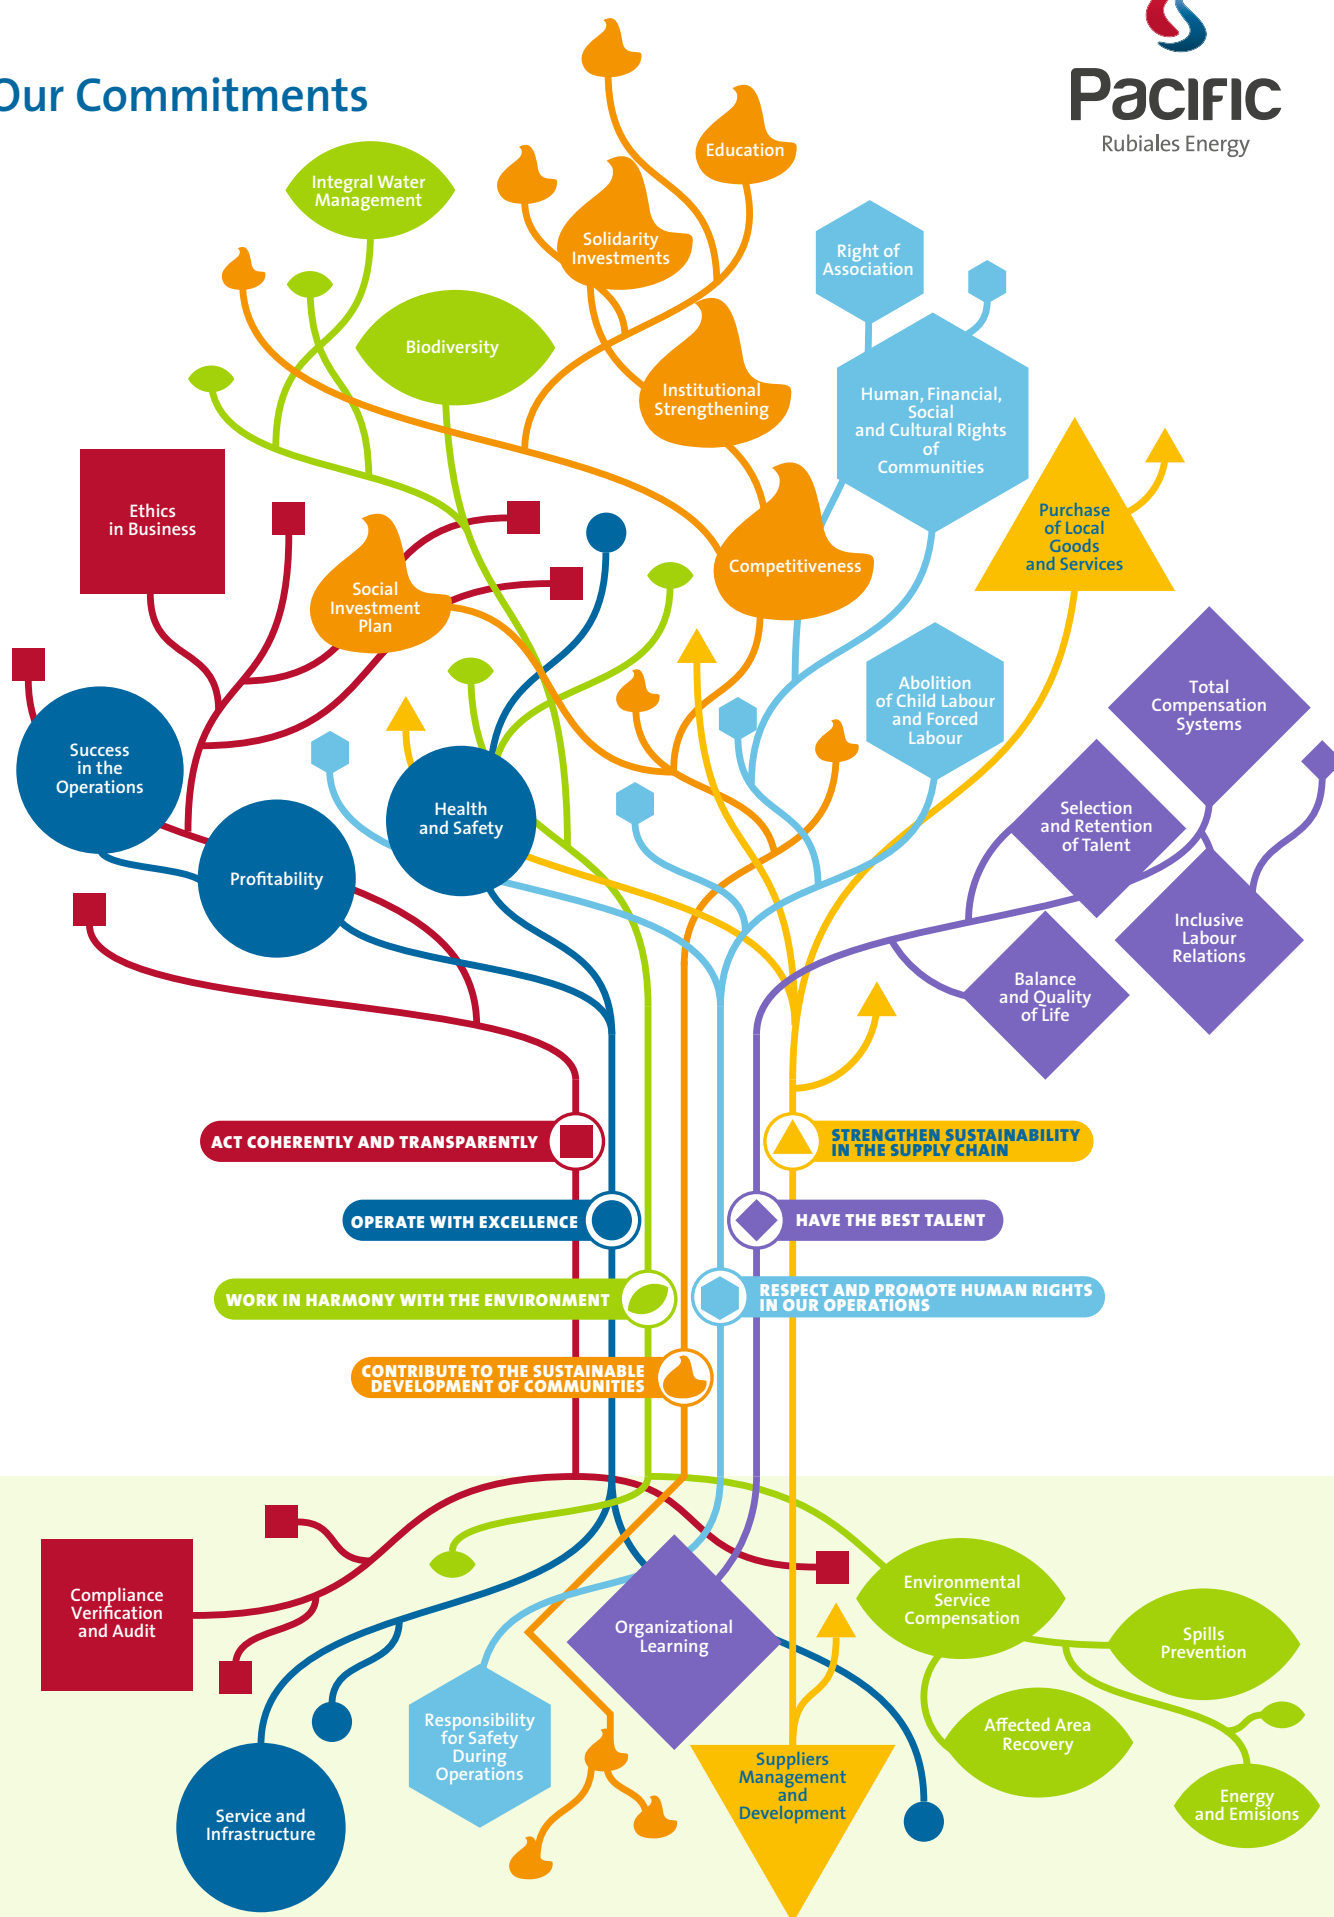 Our Commitments
Pacific
Rubiales Energy
Education
Integral Water
Management
Solidarity
Investments
Right of
Association
Biodiversity
Institutional
Strengthening
Human, Financial,
Social
and Cultural Rights
of
Communities
Ethics
in Business
Purchase
of Local
Goods
and Services
Competitiveness
Social
Investment
Plan
Abolition
of Child Labour
and Forced
Labour
Total
Compensation
Systems
Success
in the
Operations
Health
and Safety
Selection
and Retention
of Talent
Profitability
Inclusive
Labour
Relations
Balance
and Quality
of Life
ACT COHERENTLY AND TRANSPARENTLY
STRENGTHEN SUSTAINABILITY
IN THE SUPPLY CHAIN
OPERATE WITH EXCELLENCE
HAVE THE BEST TALENT
WORK IN HARMONY WITH THE ENVIRONMENT
RESPECT AND PROMOTE HUMAN RIGHTS
IN OUR OPERATIONS
CONTRIBUTE TO THE SUSTAINABLE
DEVELOPMENT OF COMMUNITIES
Compliance
Verification
and Audit
Environmental
Service
Compensation
Organizational
Learning
Spills
Prevention
Responsibility
for Safety
During
Operations
Affected Area
Recovery
Suppliers
Management
and
Development
Service and
Infrastructure
Energy
and Emisions